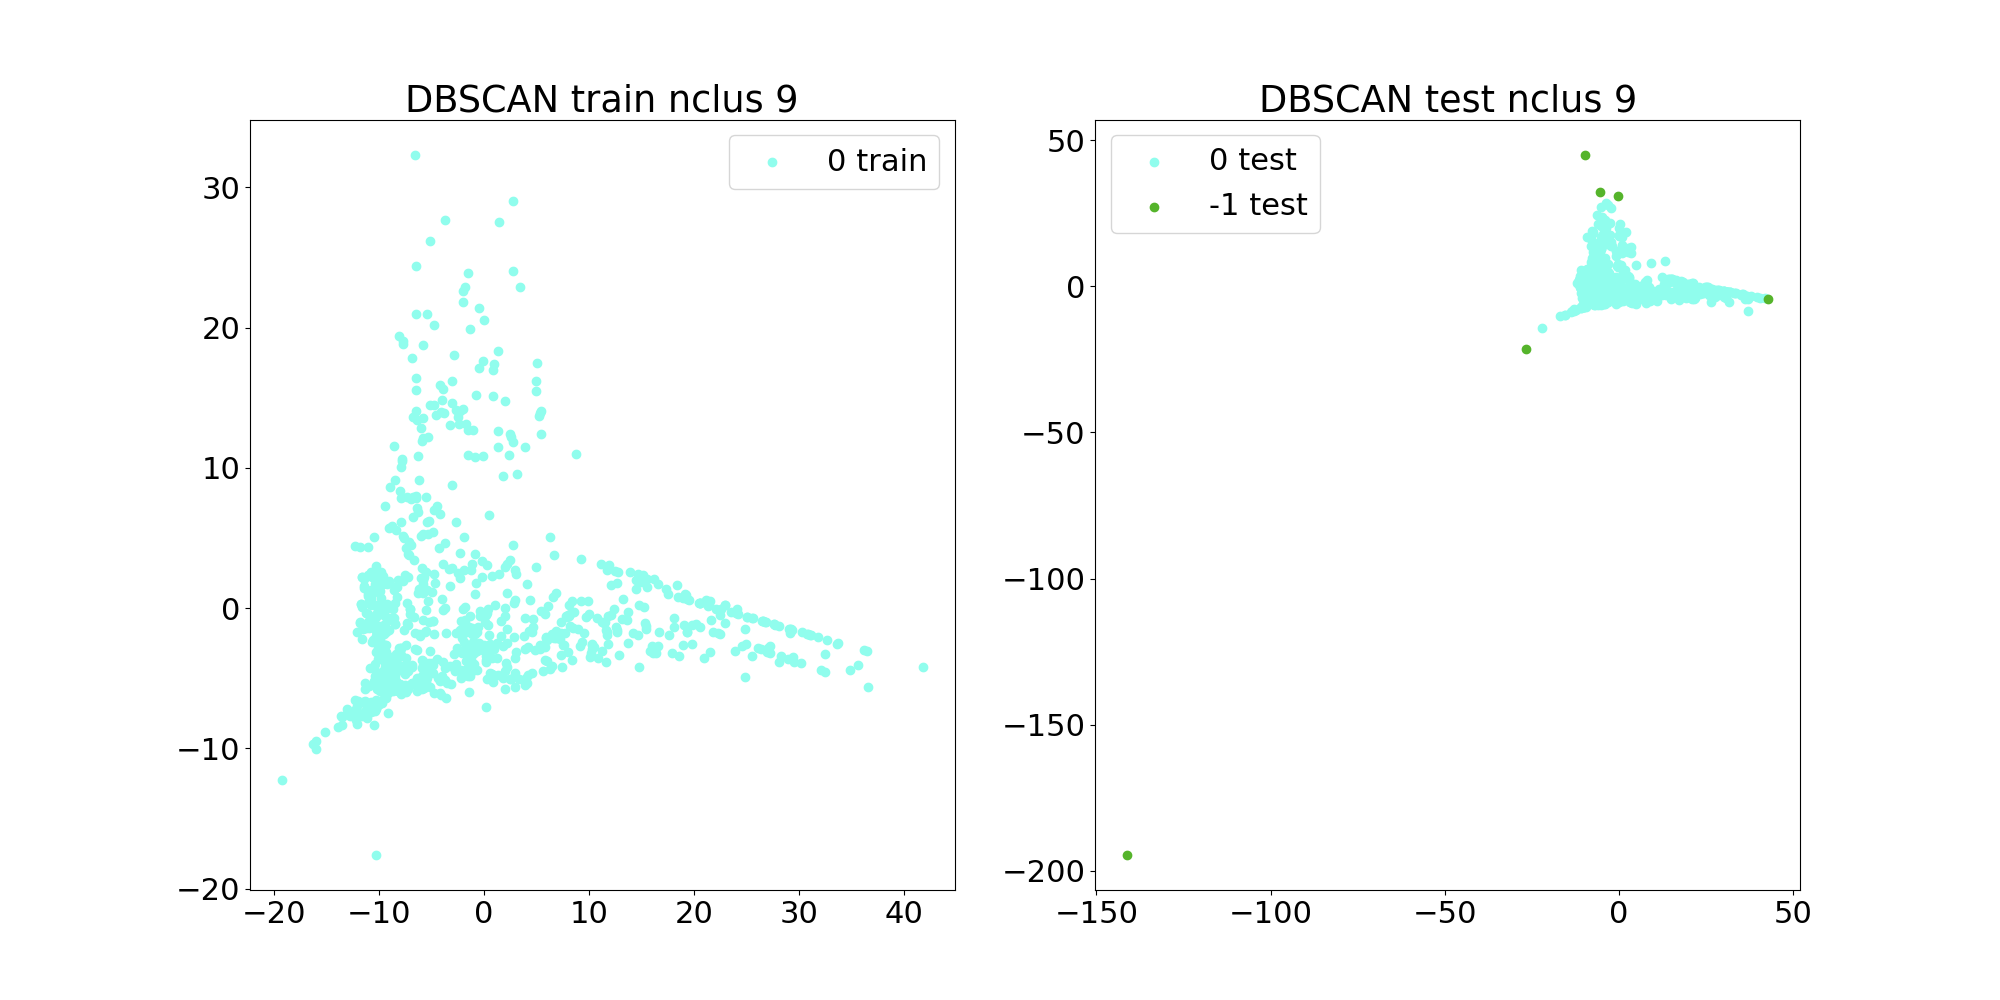 DBSCAN train nclus 9
0 train
30
20
10
0
−10
−20
−20 −10 0 10 20 30 40
DBSCAN test nclus 9
0 test
-1 test
50
0
−50
−100
−150
−200
−150 −100 −50 0 50